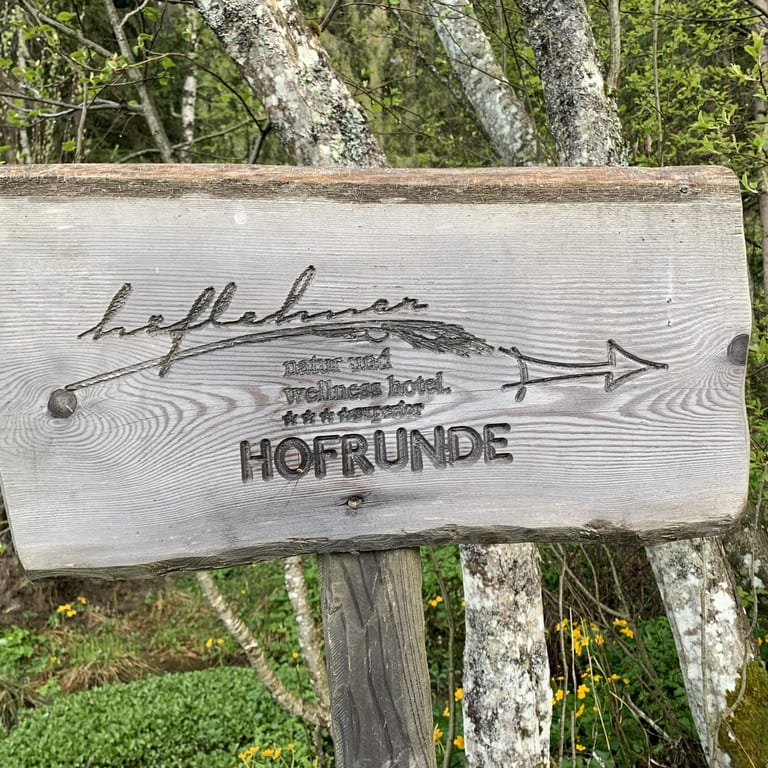 hoflehner
natur und
wellness hotel.
★★★★superior
HOFRUNDE